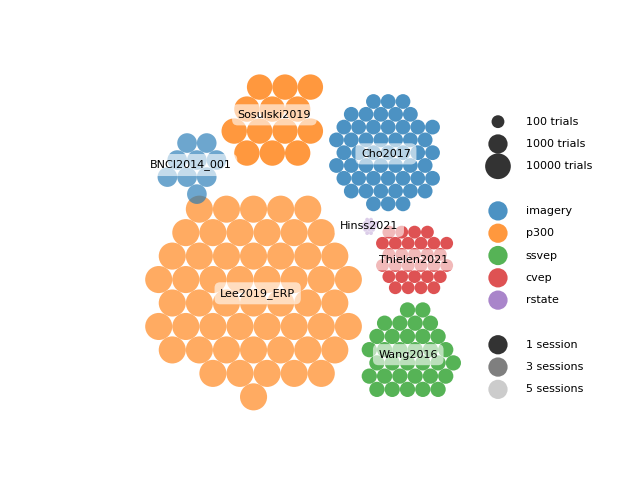 Sosulski2019
BNCI2014_001
Cho2017
Hinss2021
Thielen2021
Lee2019_ERP
Wang2016
100 trials
1000 trials
10000 trials
imagery
p300
ssvep
cvep
rstate
1 session
3 sessions
5 sessions